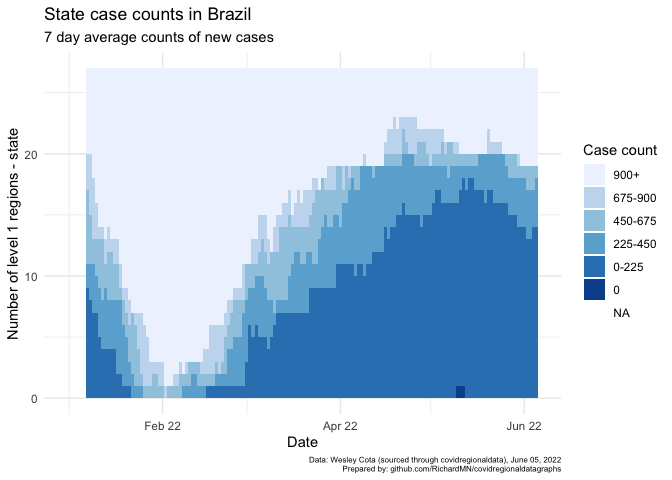 State case counts in Brazil
7 day average counts of new cases
Number of level 1 regions - state
20
10
0
Feb 22
Apr 22
Jun 22
Date
Case count
900+
675-900
450-675
225-450
0-225
0
NA
Data: Wesley Cota (sourced through covidregionaldata), June 05, 2022
Prepared by: github.com/RichardMN/covidregionaldatagraphs